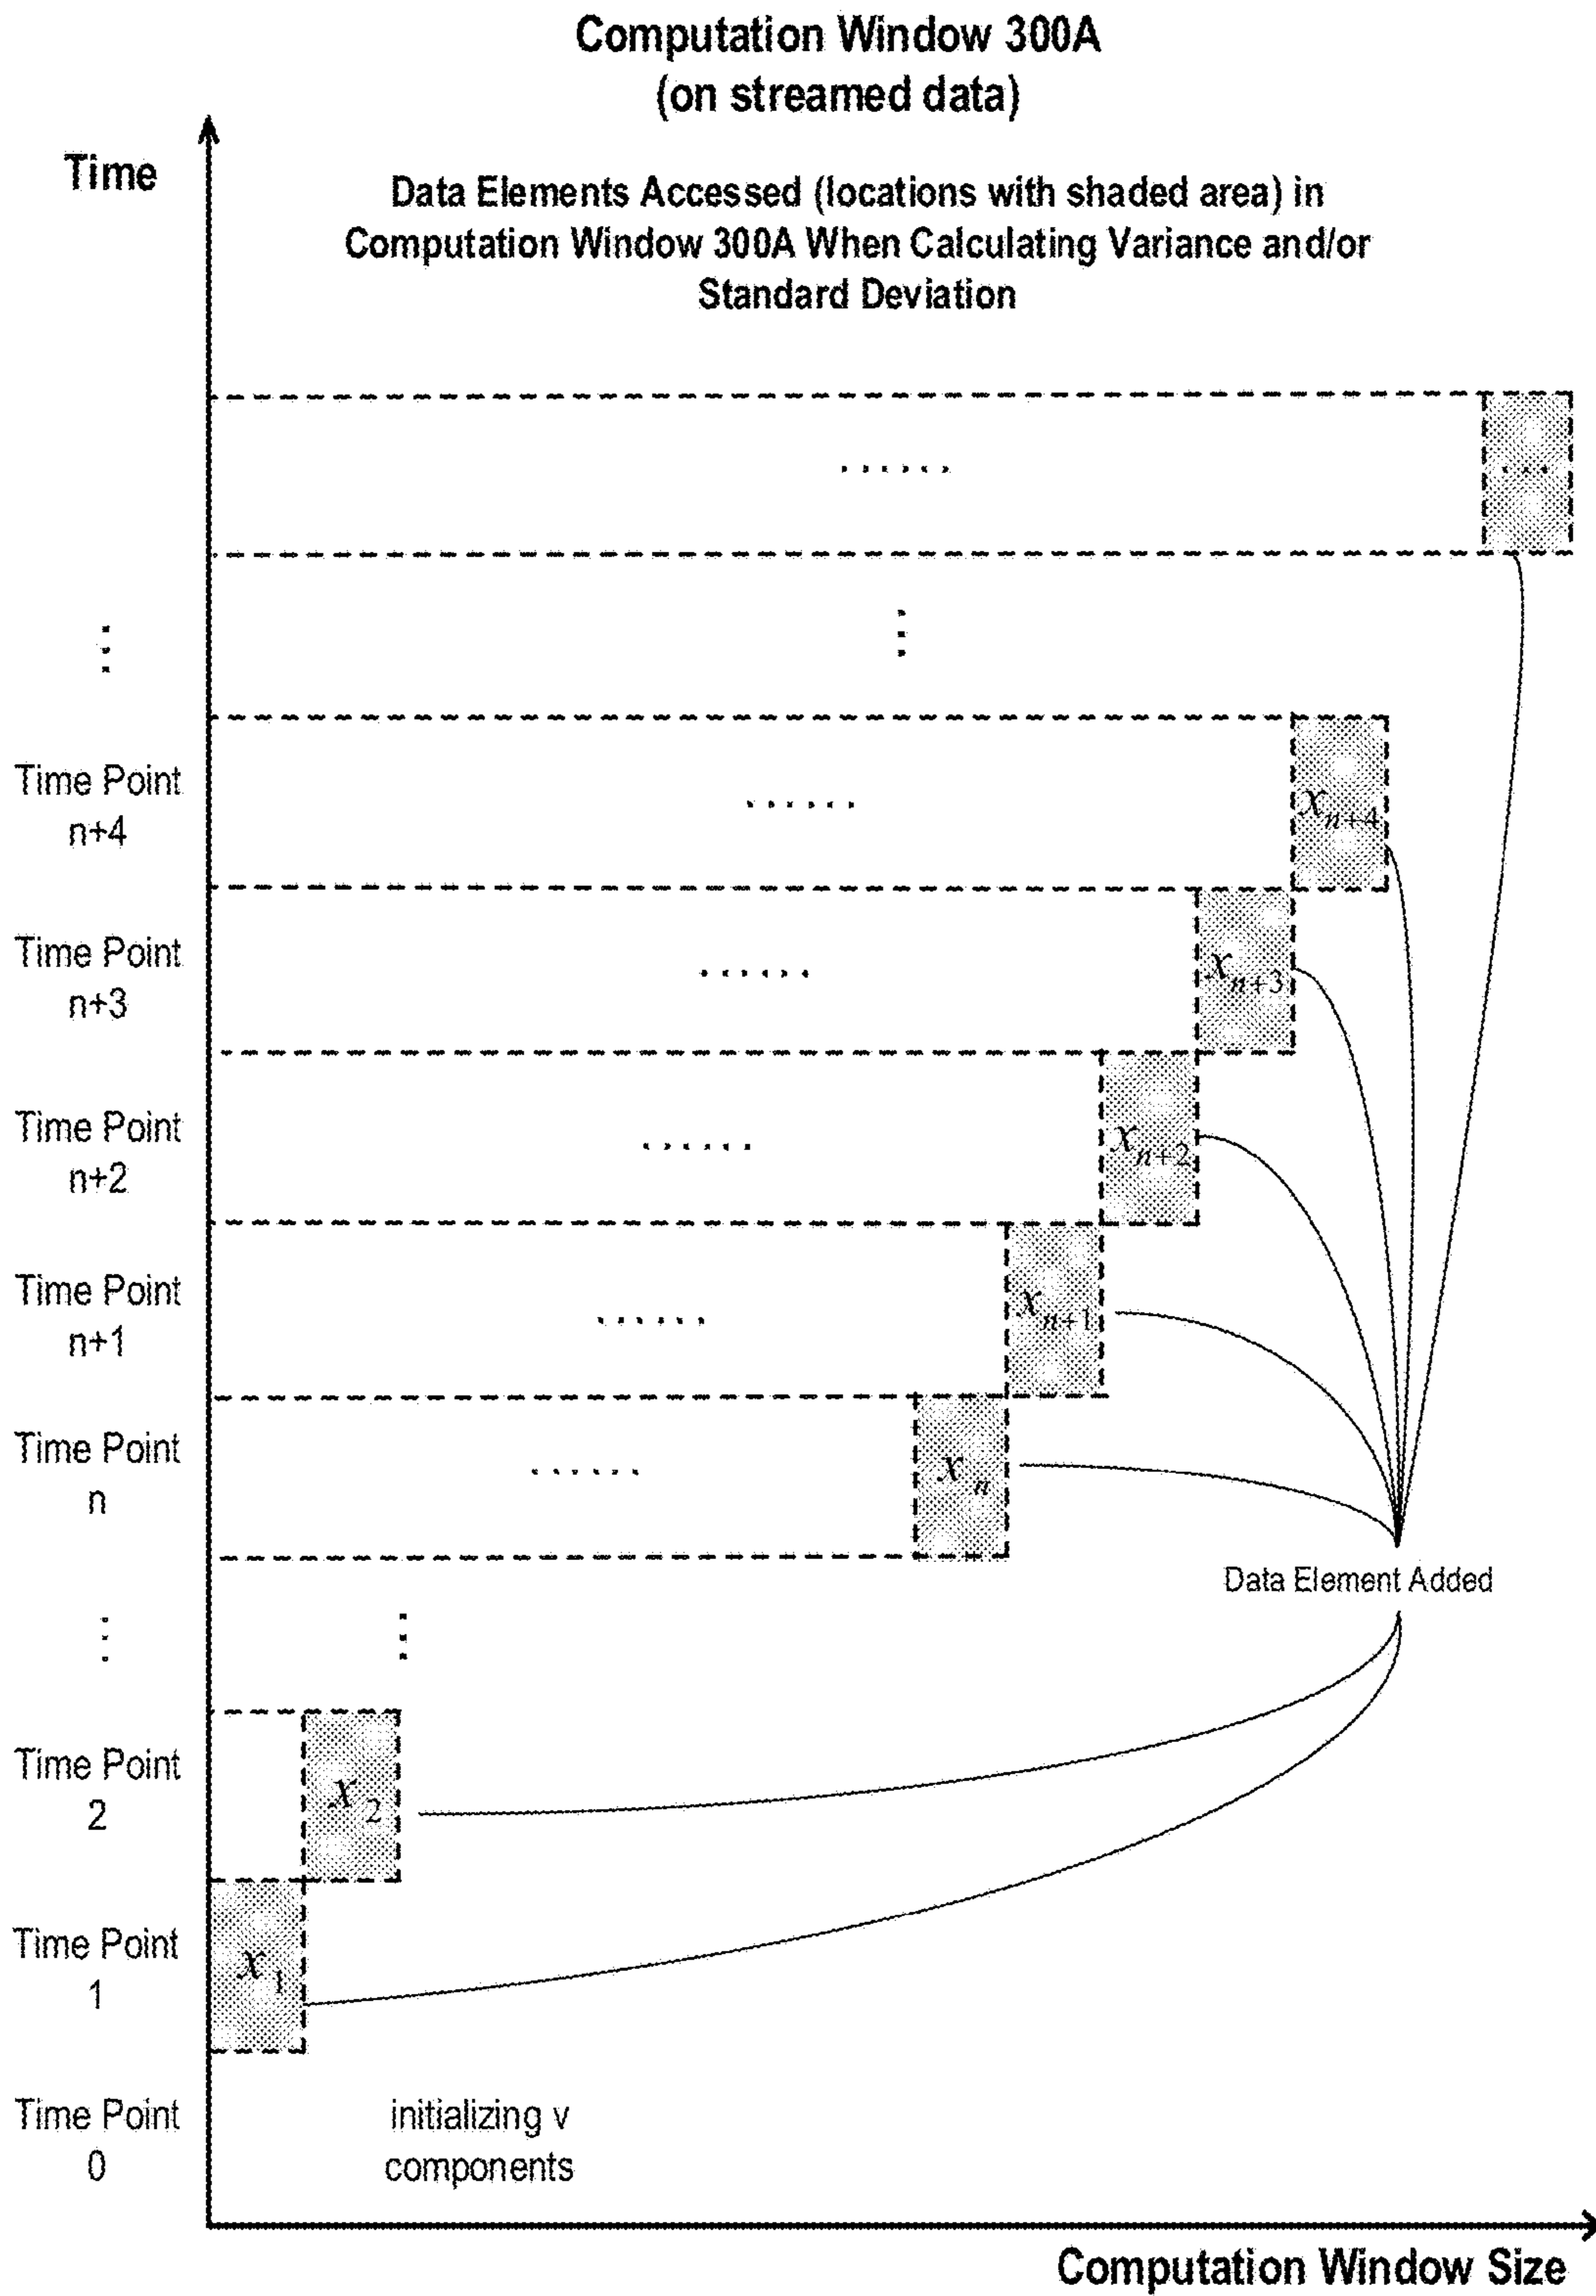 Computation Window 300A
(on streamed data)
Time
Data Elements Accessed (locations with shaded area) in
Computation Window 300A When Calculating Variance and/or
Standard Deviation
......
...
⋮
⋮
Time Point
n+4
......
x_{n+4}
Time Point
n+3
......
x_{n+3}
Time Point
n+2
......
x_{n+2}
Time Point
n+1
......
x_{n+1}
Time Point
n
......
x_n
Data Element Added
⋮
⋮
Time Point
2
x_2
Time Point
1
x_1
Time Point
0
initializing v
components
Computation Window Size